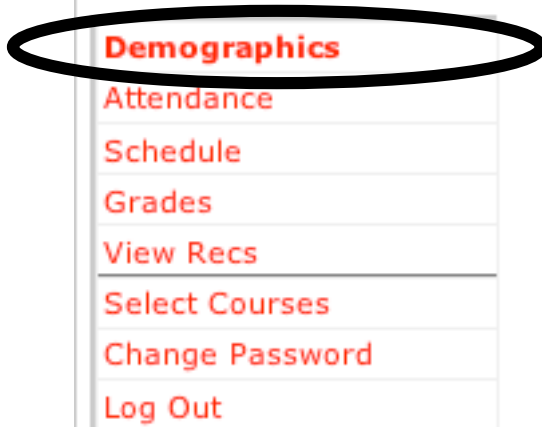 Demographics
Attendance
Schedule
Grades
View Recs
Select Courses
Change Password
Log Out